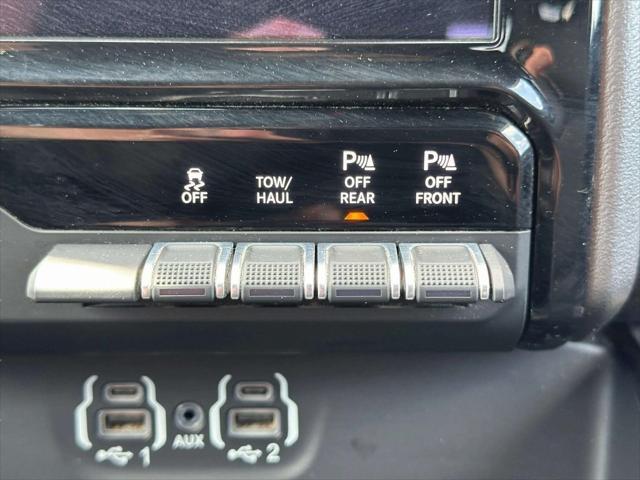 OFF
TOW/
HAUL
P
OFF
REAR
P
OFF
FRONT
1
AUX
2